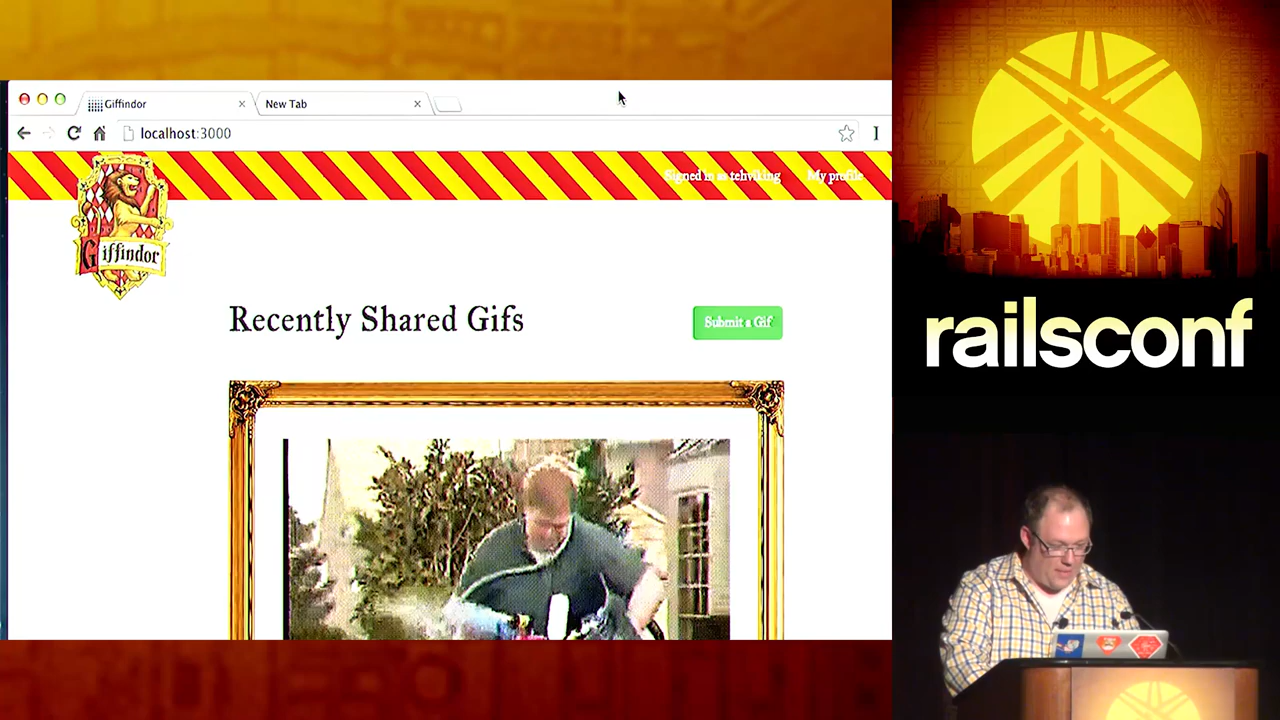 Giffindor
New Tab
localhost:3000
Signed in as tehviking
My profile
Giffindor
Recently Shared Gifs
Submit a Gif
railsconf